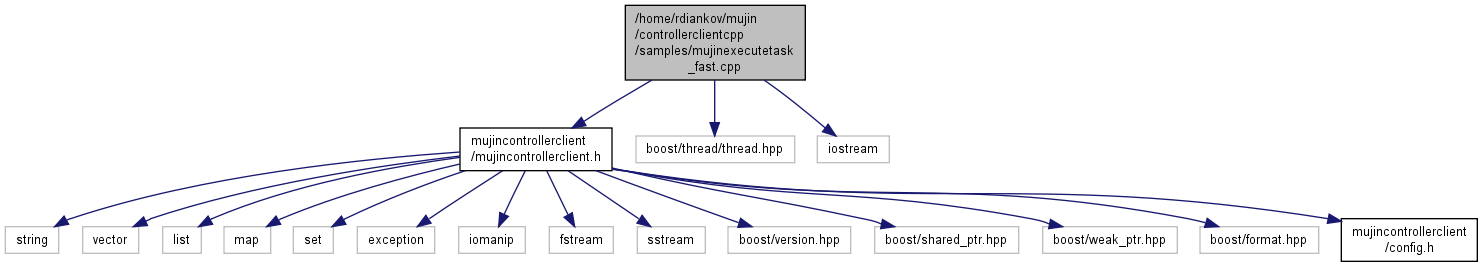 /home/rdiankov/mujin
/controllerclientcpp
/samples/mujinexecutetask
_fast.cpp
mujincontrollerclient
/mujincontrollerclient.h
boost/thread/thread.hpp
iostream
string
vector
list
map
set
exception
iomanip
fstream
sstream
boost/version.hpp
boost/shared_ptr.hpp
boost/weak_ptr.hpp
boost/format.hpp
mujincontrollerclient
/config.h